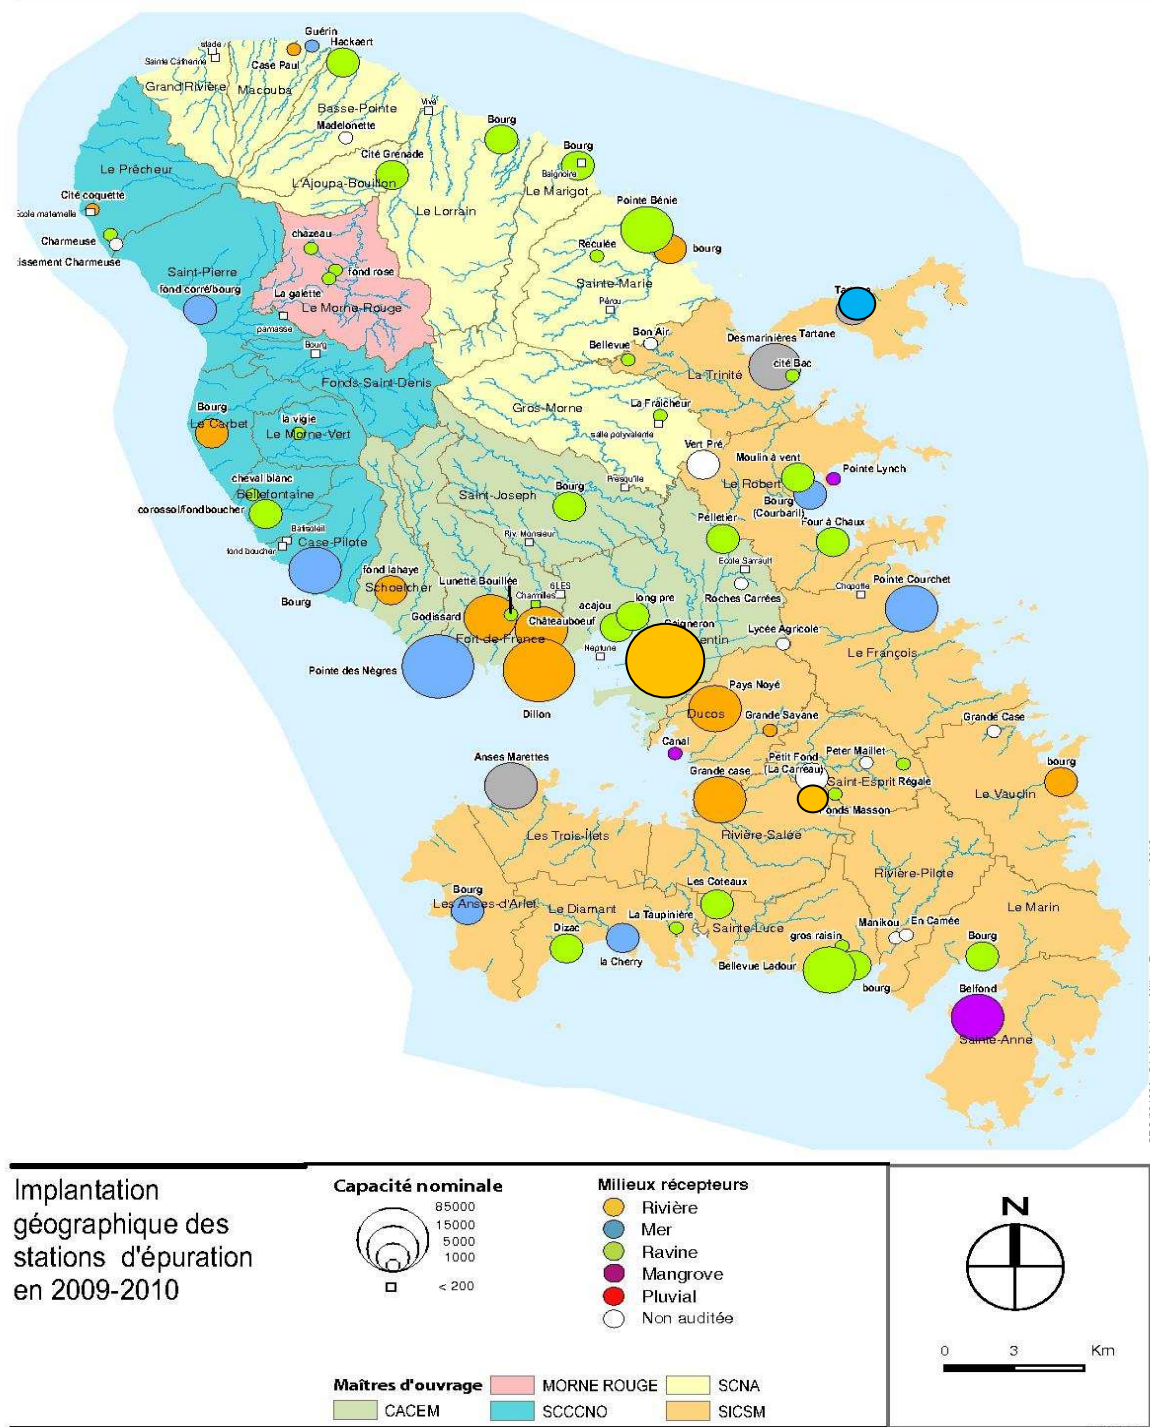 Guérin
Hackaert
stade
Sainte Catherine
Case Paul
Grand Rivière
Macouba
Basse-Pointe
Vivé
Madelonette
Bourg
Cité Grenade
Bourg
Baignoire
Le Prêcheur
L'Ajoupa-Bouillon
Le Marigot
Cité coquette
Ecole maternelle
Le Lorrain
Pointe Bénie
Charmeuse
chazeau
Reculée
bourg
tissement Charmeuse
Saint-Pierre
fond rose
Sainte-Marie
fond corré/bourg
La galette
Le Morne-Rouge
Pérou
parnasse
Bon Air
Desmarinières
Tartane
Bourg
Bellevue
cité Bac
La Trinité
Fonds-Saint-Denis
Bourg
Le Carbet
la vigie
Le Morne-Vert
Gros-Morne
La Fraicheur
salle polyvalente
Vert Pré
Moulin à vent
Pointe Lynch
cheval blanc
Bellefontaine
Presqu'île
Le Robert
Saint-Joseph
Bourg
Bourg
(Courbaril)
corossol/fondboucher
Pelletier
Four à Chaux
Batisoleil
fond boucher
Case-Pilote
Riv. Monsieur
Ecole Sarrault
fond lahaye
Lunette Bouillée
Schoelcher
Charmilles
Chopotte
Pointe Courchet
Bourg
Roches Carrées
long pre
acajou
Godissard
Châteauboeuf
Fort-de-France
Gaigneron
entin
Lycée Agricole
Neptune
Le François
Pointe des Nègres
Pays Noyé
Dillon
Ducos
Grande Savane
Grande Case
Canal
Anses Marettes
Petit Fond
(La Carreau)
Peter Maillet
Grande case
Saint-Esprit
Régale
bourg
Le Vauclin
Fonds Masson
Les Trois-Îlets
Rivière-Salée
Rivière-Pilote
Bourg
Les Anses-d'Arlet
Le Diamant
Les Coteaux
La Taupinière
Sainte-Luce
Le Marin
Manikou
En Camée
Dizac
gros raisin
Bourg
la Cherry
Bellevue Ladour
bourg
Belfond
Sainte-Anne
Implantation
géographique des
stations d'épuration
en 2009-2010
Capacité nominale
85000
15000
5000
1000
< 200
Milieux récepteurs
Rivière
Mer
Ravine
Mangrove
Pluvial
Non auditée
Maîtres d'ouvrage
MORNE ROUGE
SCNA
CACEM
SCCCNO
SICSM
N
0 3 Km